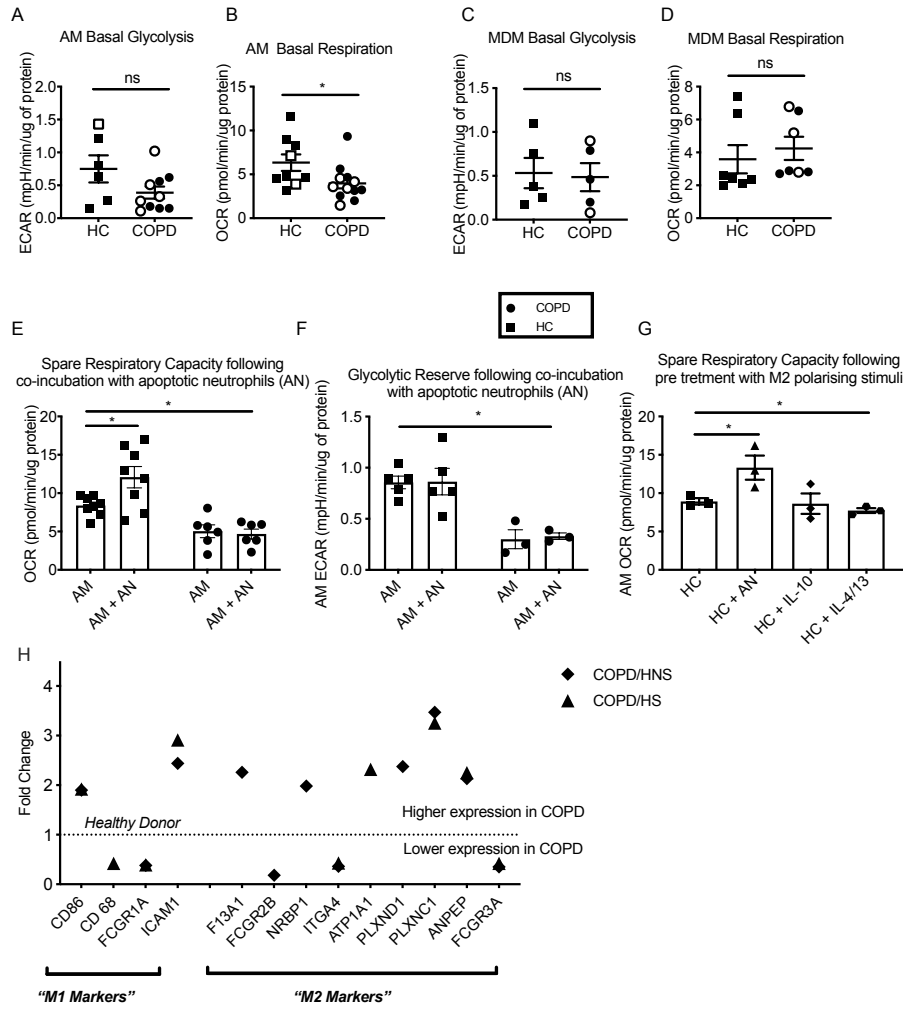 A
AM Basal Glycolysis
ns
2.0
1.5
1.0
0.5
0.0
ECAR (mpH/min/ug of protein)
HC
COPD
B
AM Basal Respiration
*
15
10
5
0
OCR (pmol/min/ug protein)
HC
COPD
C
MDM Basal Glycolysis
ns
1.5
1.0
0.5
0.0
ECAR (mpH/min/ug of protein)
HC
COPD
D
MDM Basal Respiration
ns
8
6
4
2
0
OCR (pmol/min/ug protein)
HC
COPD
COPD
HC
E
Spare Respiratory Capacity following
co-incubation with apoptotic neutrophils (AN)
*
*
20
15
10
5
0
OCR (pmol/min/ug protein)
AM
AM + AN
AM
AM + AN
F
Glycolytic Reserve following co-incubation
with apoptotic neutrophils (AN)
*
1.5
1.0
0.5
0.0
AM ECAR (mpH/min/ug of protein)
AM
AM + AN
AM
AM + AN
G
Spare Respiratory Capacity following
pre tretment with M2 polarising stimuli
*
*
20
15
10
5
0
AM OCR (pmol/min/ug protein)
HC
HC + AN
HC + IL-10
HC + IL-4/13
H
COPD/HNS
COPD/HS
4
3
2
1
0
Fold Change
Higher expression in COPD
Healthy Donor
Lower expression in COPD
CD86
CD 68
FCGR1A
ICAM1
F13A1
FCGR2B
NRBP1
ITGA4
ATP1A1
PLXND1
PLXNC1
ANPEP
FCGR3A
“M1 Markers”
“M2 Markers”